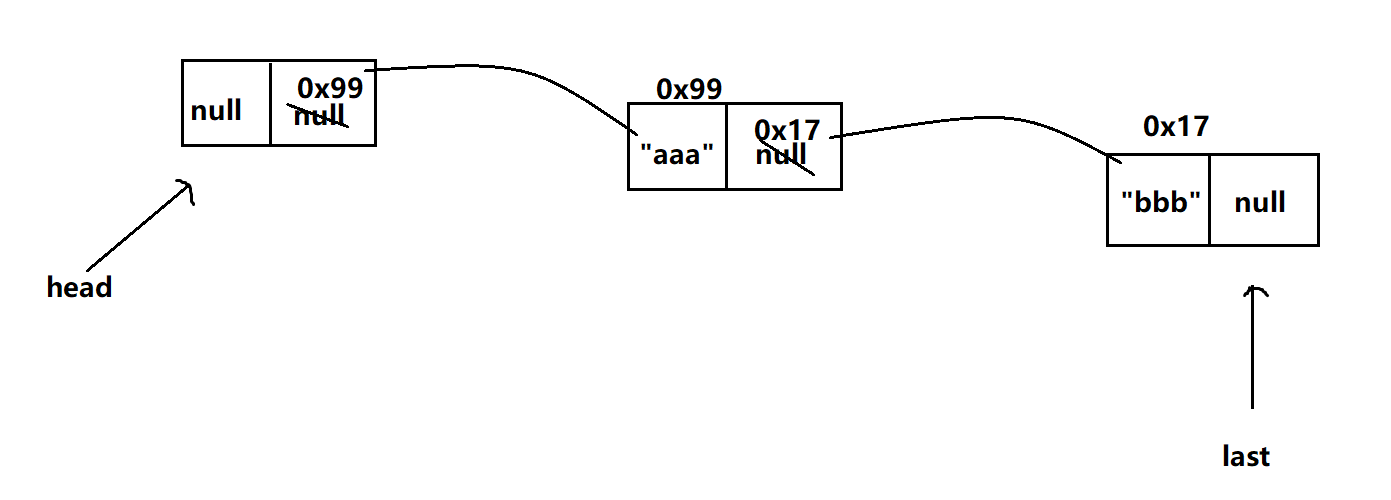 null
0x99
null
0x99
"aaa"
0x17
null
0x17
"bbb"
null
head
last